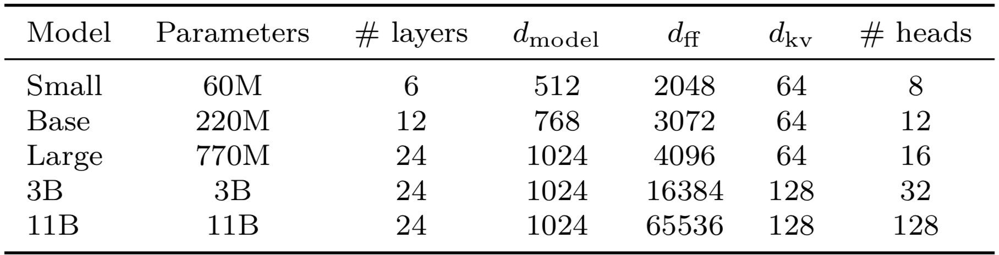 Model Parameters # layers d_model d_ff d_kv # heads
Small 60M 6 512 2048 64 8
Base 220M 12 768 3072 64 12
Large 770M 24 1024 4096 64 16
3B 3B 24 1024 16384 128 32
11B 11B 24 1024 65536 128 128